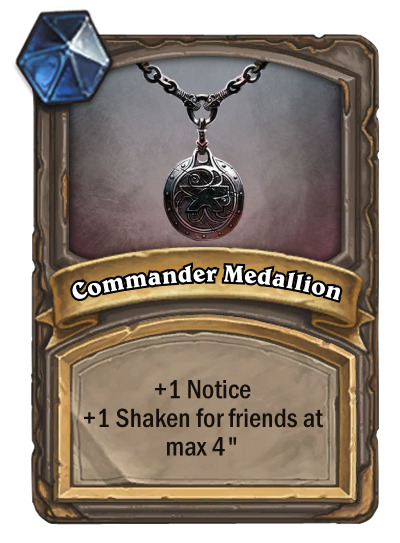 Commander Medallion
+1 Notice
+1 Shaken for friends at
max 4"